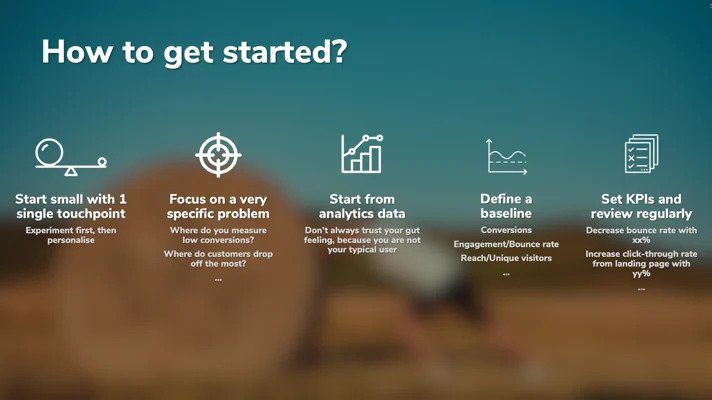 How to get started?
Start small with 1
single touchpoint
Experiment first, then
personalise
Focus on a very
specific problem
Where do you measure
low conversions?
Where do customers drop
off the most?
...
Start from
analytics data
Don't always trust your gut
feeling, because you are not
your typical user
Define a
baseline
Conversions
Engagement/Bounce rate
Reach/Unique visitors
...
Set KPIs and
review regularly
Decrease bounce rate with
xx%
Increase click-through rate
from landing page with
yy%
...